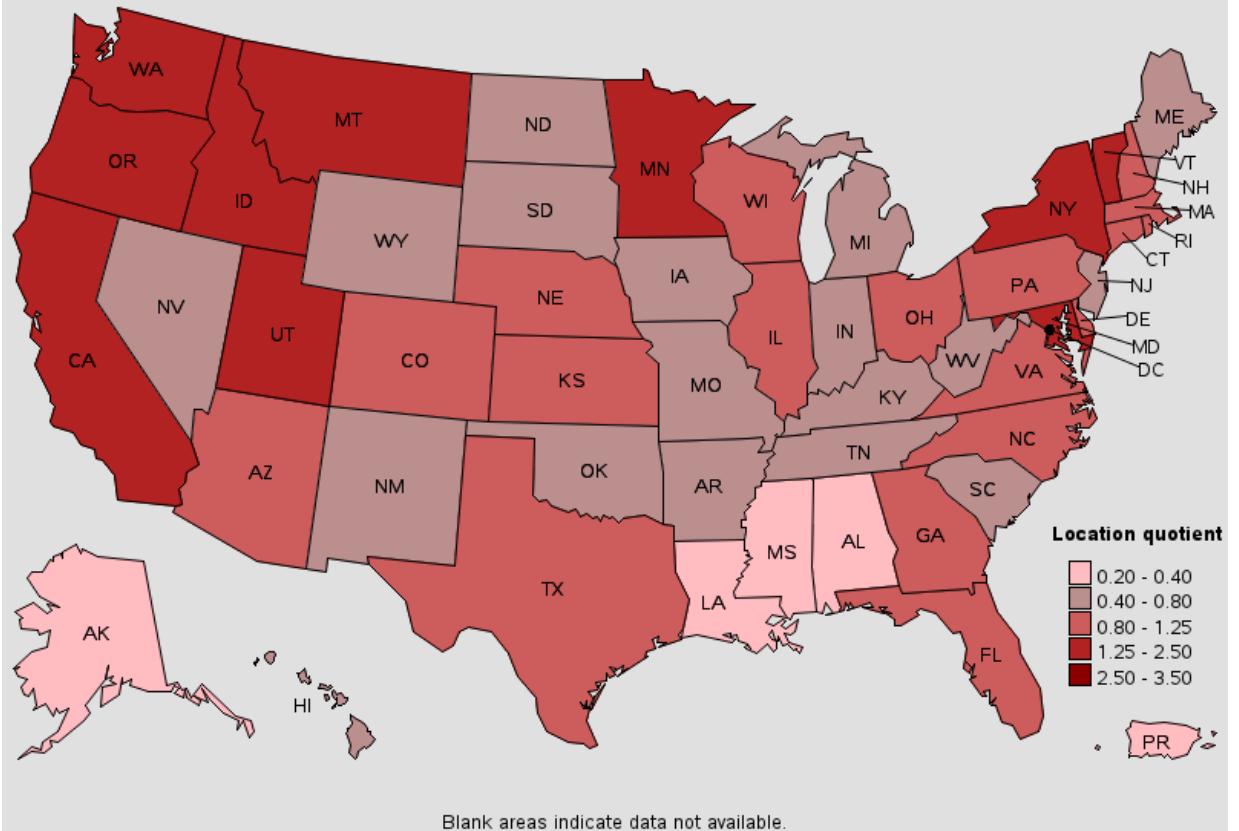 WA
MT
ND
MN
ME
OR
ID
SD
WI
VT
NH
NY
MA
WY
MI
RI
CT
IA
NE
PA
NJ
NV
UT
OH
DE
IL
IN
MD
CA
CO
WV
DC
KS
MO
VA
KY
NC
AZ
OK
TN
NM
AR
SC
MS
AL
GA
Location quotient
TX
LA
0.20 - 0.40
0.40 - 0.80
AK
0.80 - 1.25
FL
1.25 - 2.50
2.50 - 3.50
HI
PR
Blank areas indicate data not available.